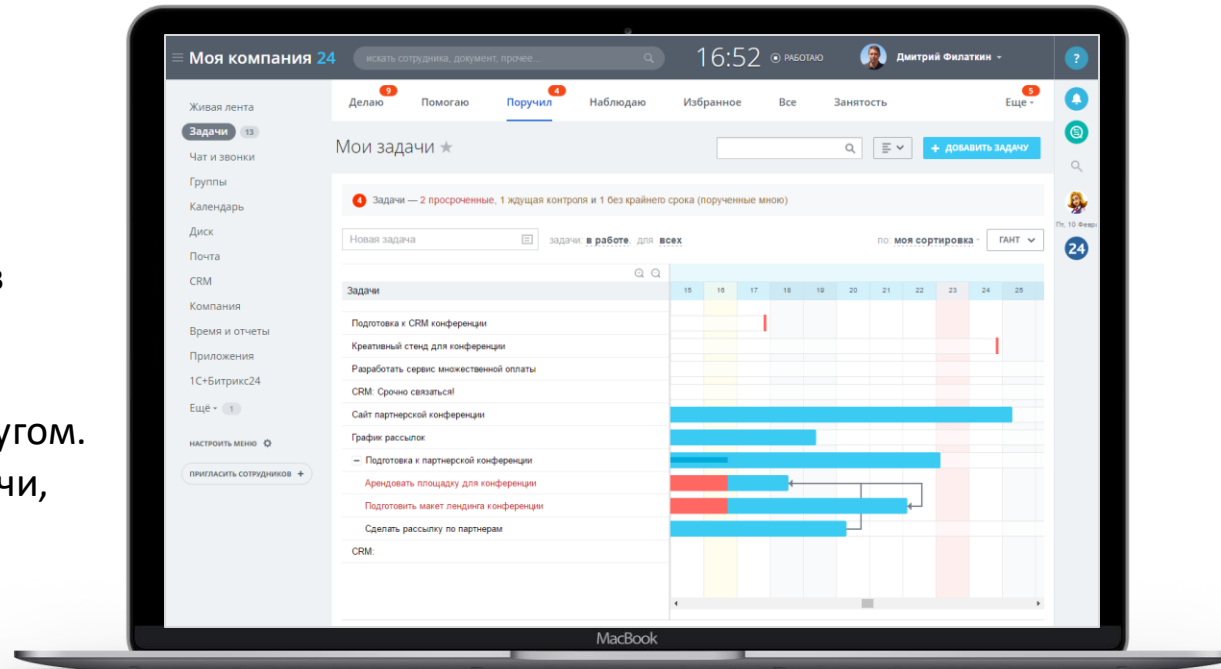 в
угом.
чи,
Моя компания 24
искать сотрудника, документ, прочее...
16:52
РАБОТАЮ
Дмитрий Филаткин
?
Живая лента
Задачи 13
Чат и звонки
Группы
Календарь
Диск
Почта
CRM
Компания
Время и отчеты
Приложения
1С+Битрикс24
Ещё 1
НАСТРОИТЬ МЕНЮ
ПРИГЛАСИТЬ СОТРУДНИКОВ +
9 4 5
Делаю Помогаю Поручил Наблюдаю Избранное Все Занятость Еще
Мои задачи
+ ДОБАВИТЬ ЗАДАЧУ
4 Задачи — 2 просроченные, 1 ждущая контроля и 1 без крайнего срока (порученные мною)
Новая задача
задачи: в работе, для всех
по: моя сортировка
ГАНТ
Задачи
15 16 17 18 19 20 21 22 23 24 25
Подготовка к CRM конференции
Креативный стенд для конференции
Разработать сервис множественной оплаты
CRM: Срочно связаться!
Сайт партнерской конференции
График рассылок
Подготовка к партнерской конференции
Арендовать площадку для конференции
Подготовить макет лендинга конференции
Сделать рассылку по партнерам
CRM:
Пт, 10 Февр
24
MacBook